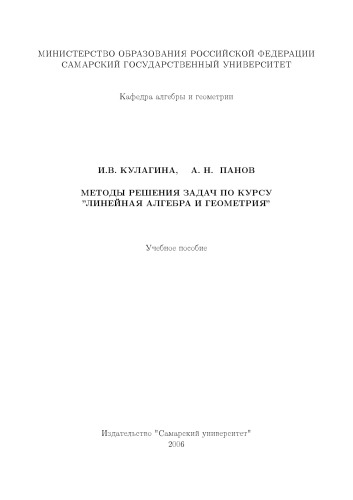 МИНИСТЕРСТВО ОБРАЗОВАНИЯ РОССИЙСКОЙ ФЕДЕРАЦИИ
САМАРСКИЙ ГОСУДАРСТВЕННЫЙ УНИВЕРСИТЕТ
Кафедра алгебры и геометрии
И.В. КУЛАГИНА, А. Н. ПАНОВ
МЕТОДЫ РЕШЕНИЯ ЗАДАЧ ПО КУРСУ
"ЛИНЕЙНАЯ АЛГЕБРА И ГЕОМЕТРИЯ"
Учебное пособие
Издательство "Самарский университет"
2006